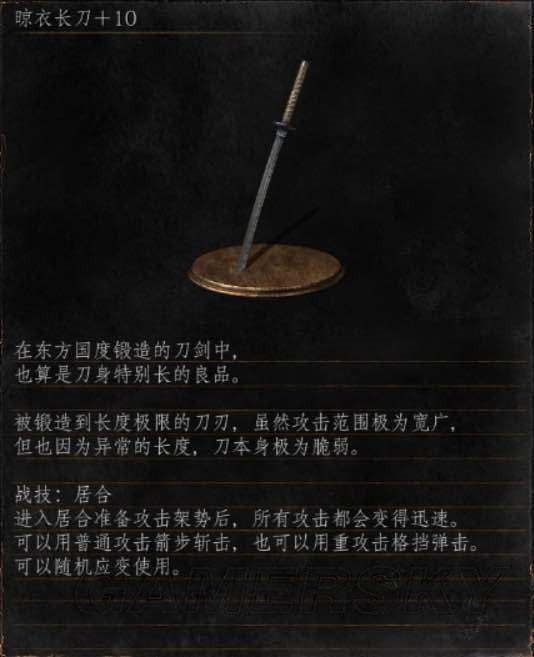 晾衣长刀+10
在东方国度锻造的刀剑中，
也算是刀身特别长的良品。
被锻造到长度极限的刀刃，虽然攻击范围极为宽广，
但也因为异常的长度，刀本身极为脆弱。
战技：居合
进入居合准备攻击架势后，所有攻击都会变得迅速。
可以用普通攻击箭步斩击，也可以用重攻击格挡弹击。
可以随机应变使用。
GAMERSKY